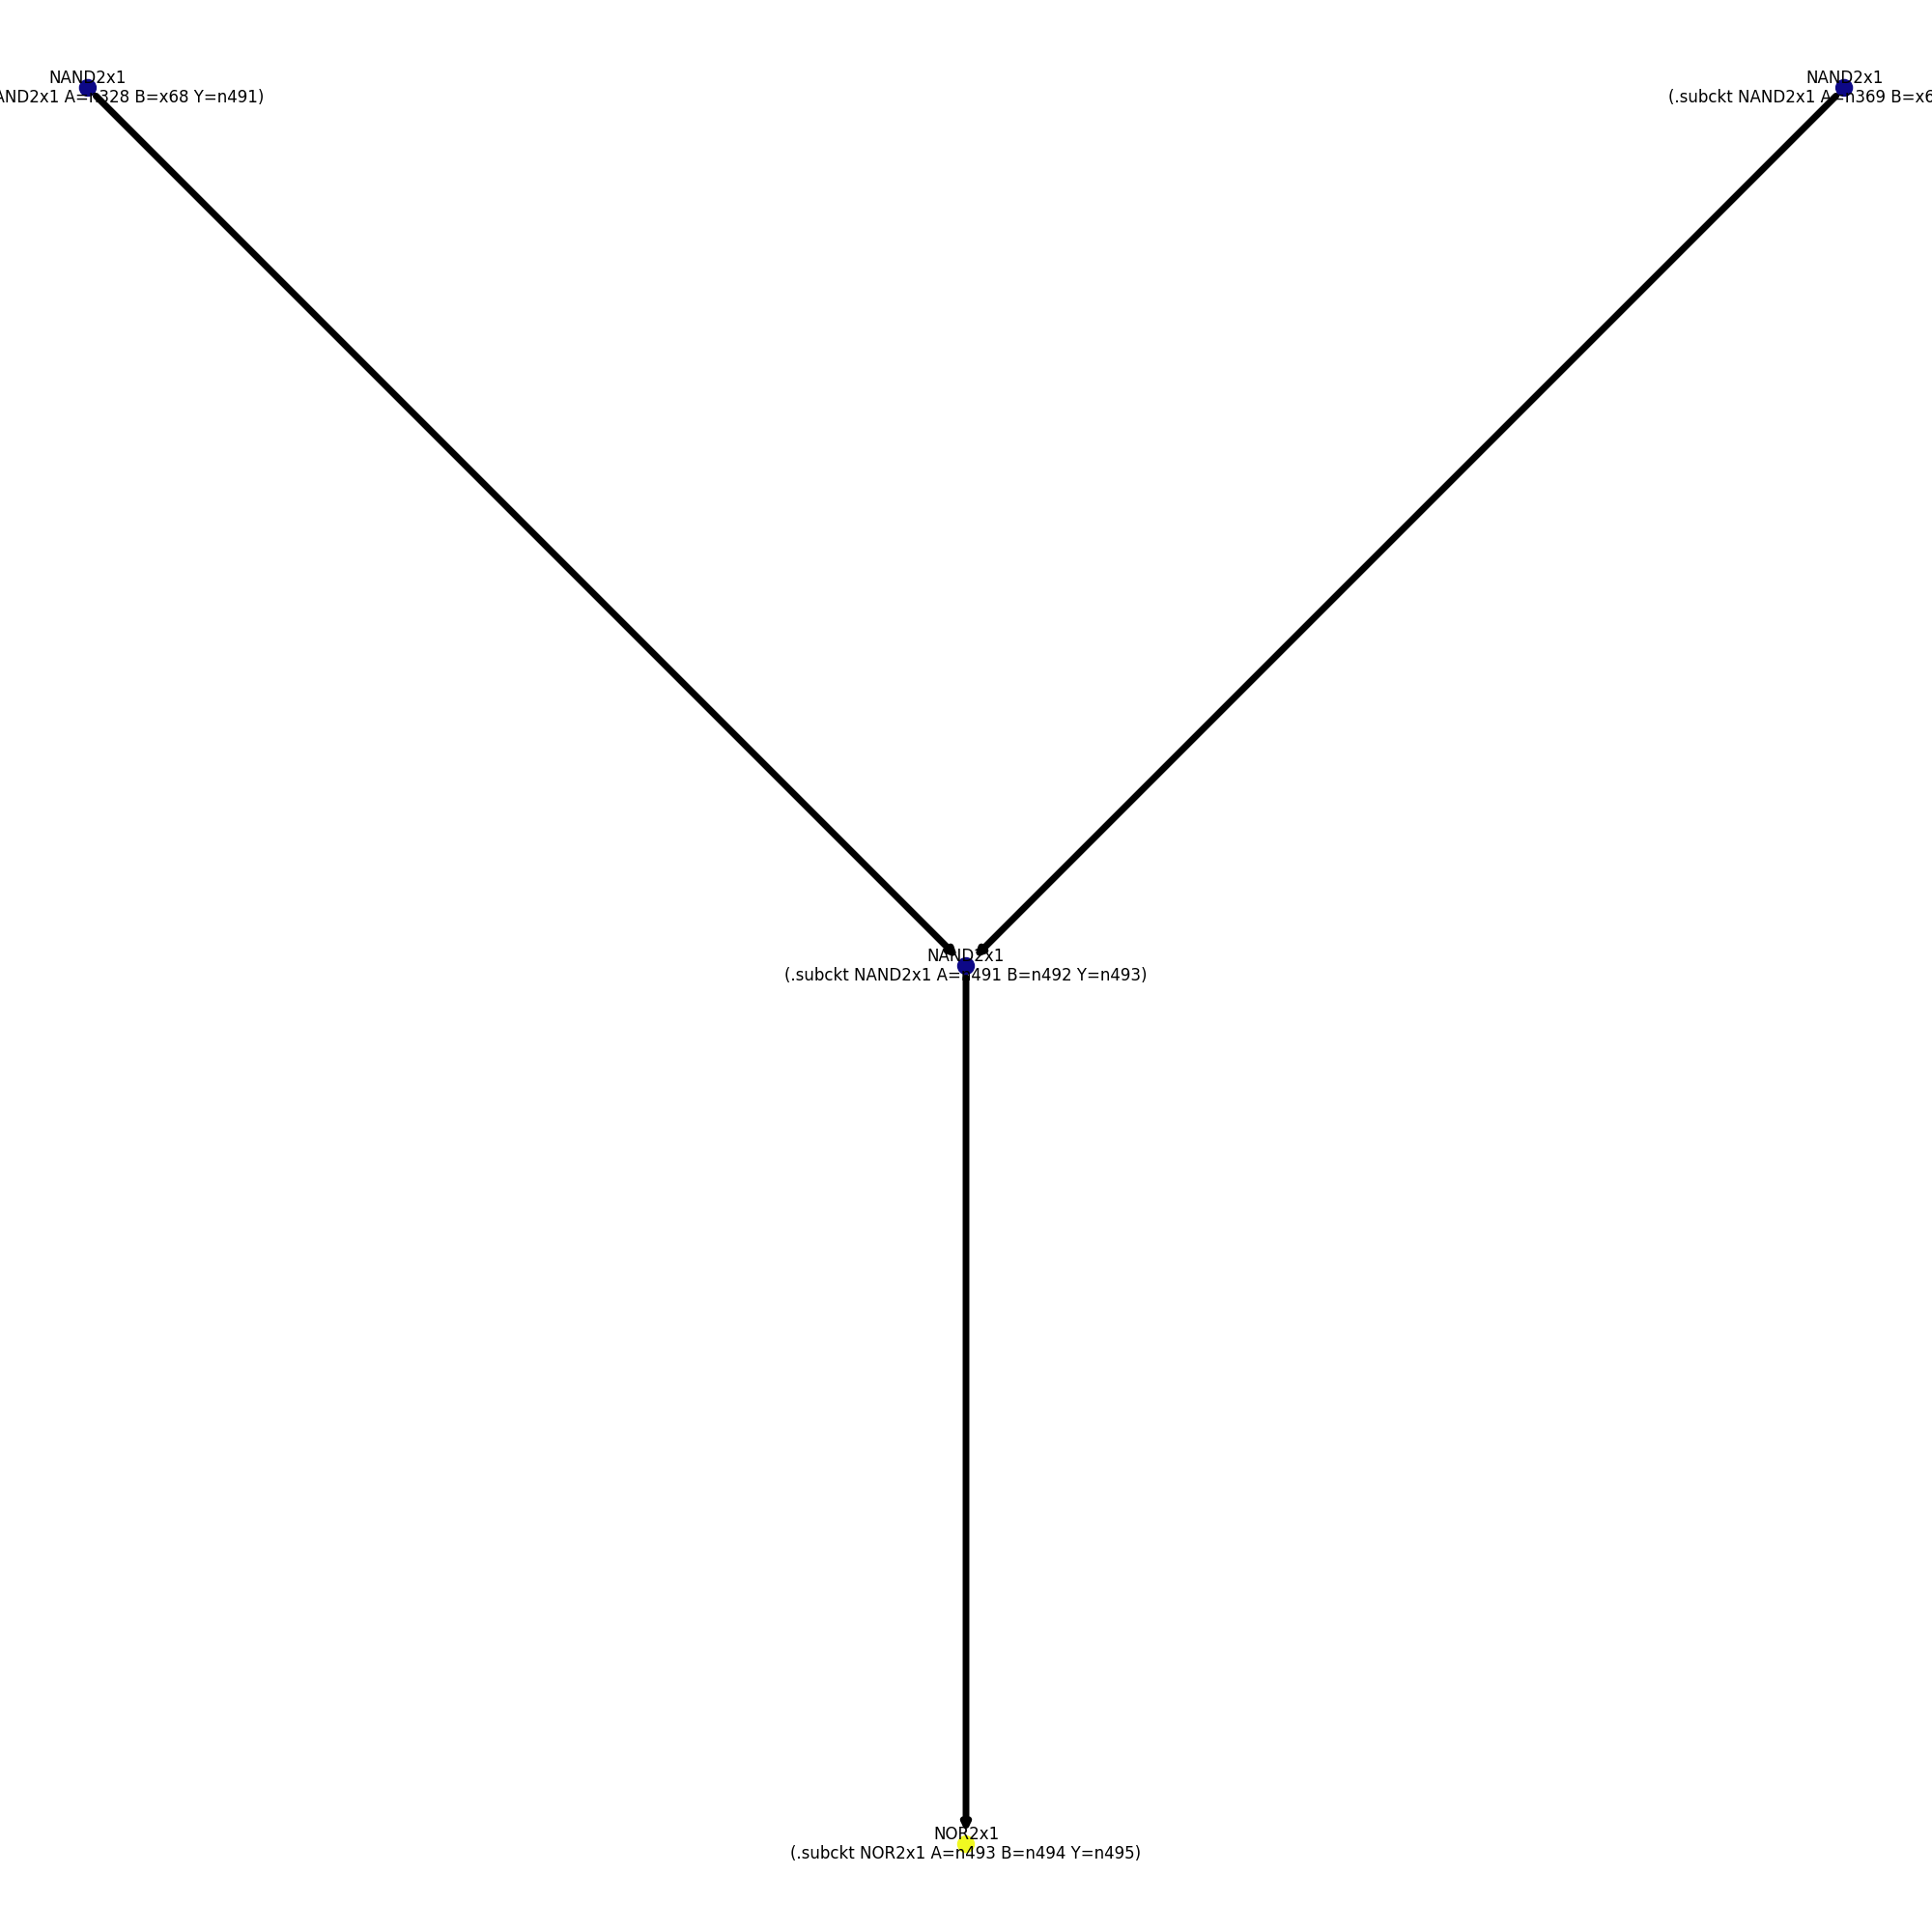 NAND2x1
NAND2x1
AND2x1 A=n328 B=x68 Y=n491)
(.subckt NAND2x1 A=n369 B=x6
NAND2x1
(.subckt NAND2x1 A=n491 B=n492 Y=n493)
NOR2x1
(.subckt NOR2x1 A=n493 B=n494 Y=n495)